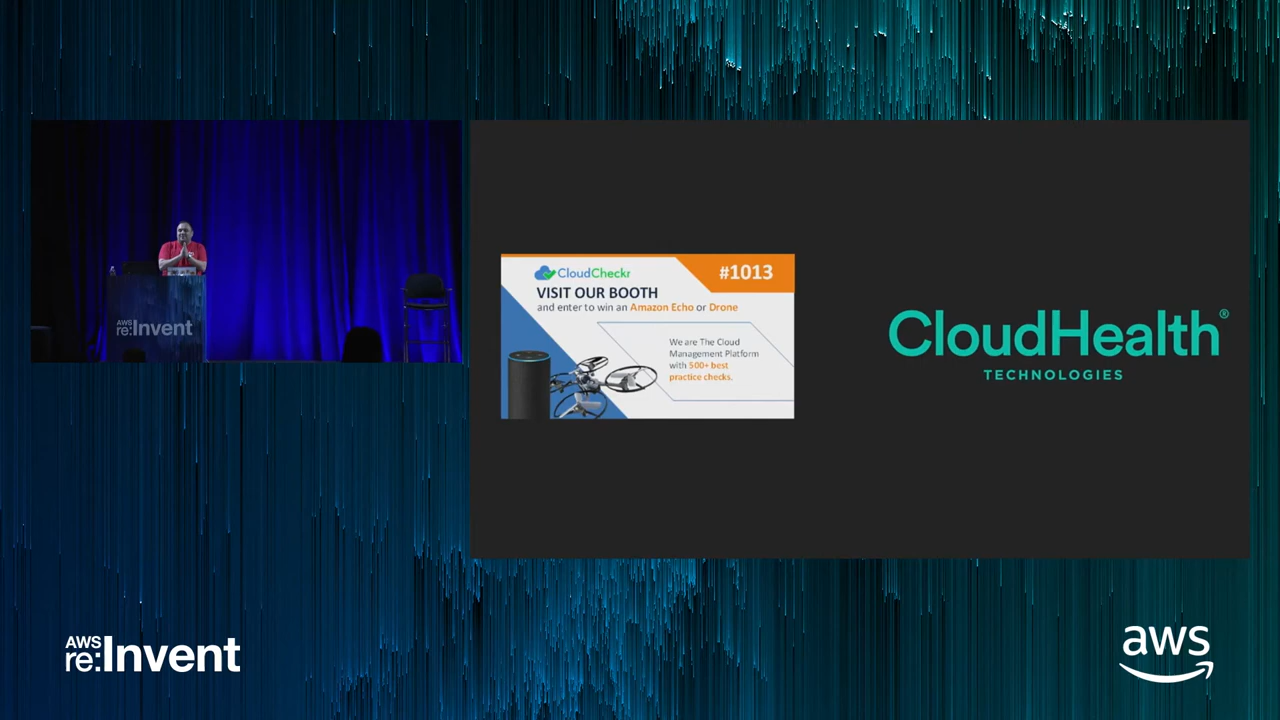 AWS
re:Invent
CloudCheckr
#1013
VISIT OUR BOOTH
and enter to win an Amazon Echo or Drone
We are The Cloud
Management Platform
with 500+ best
practice checks.
CloudHealth®
TECHNOLOGIES
AWS
re:Invent
aws